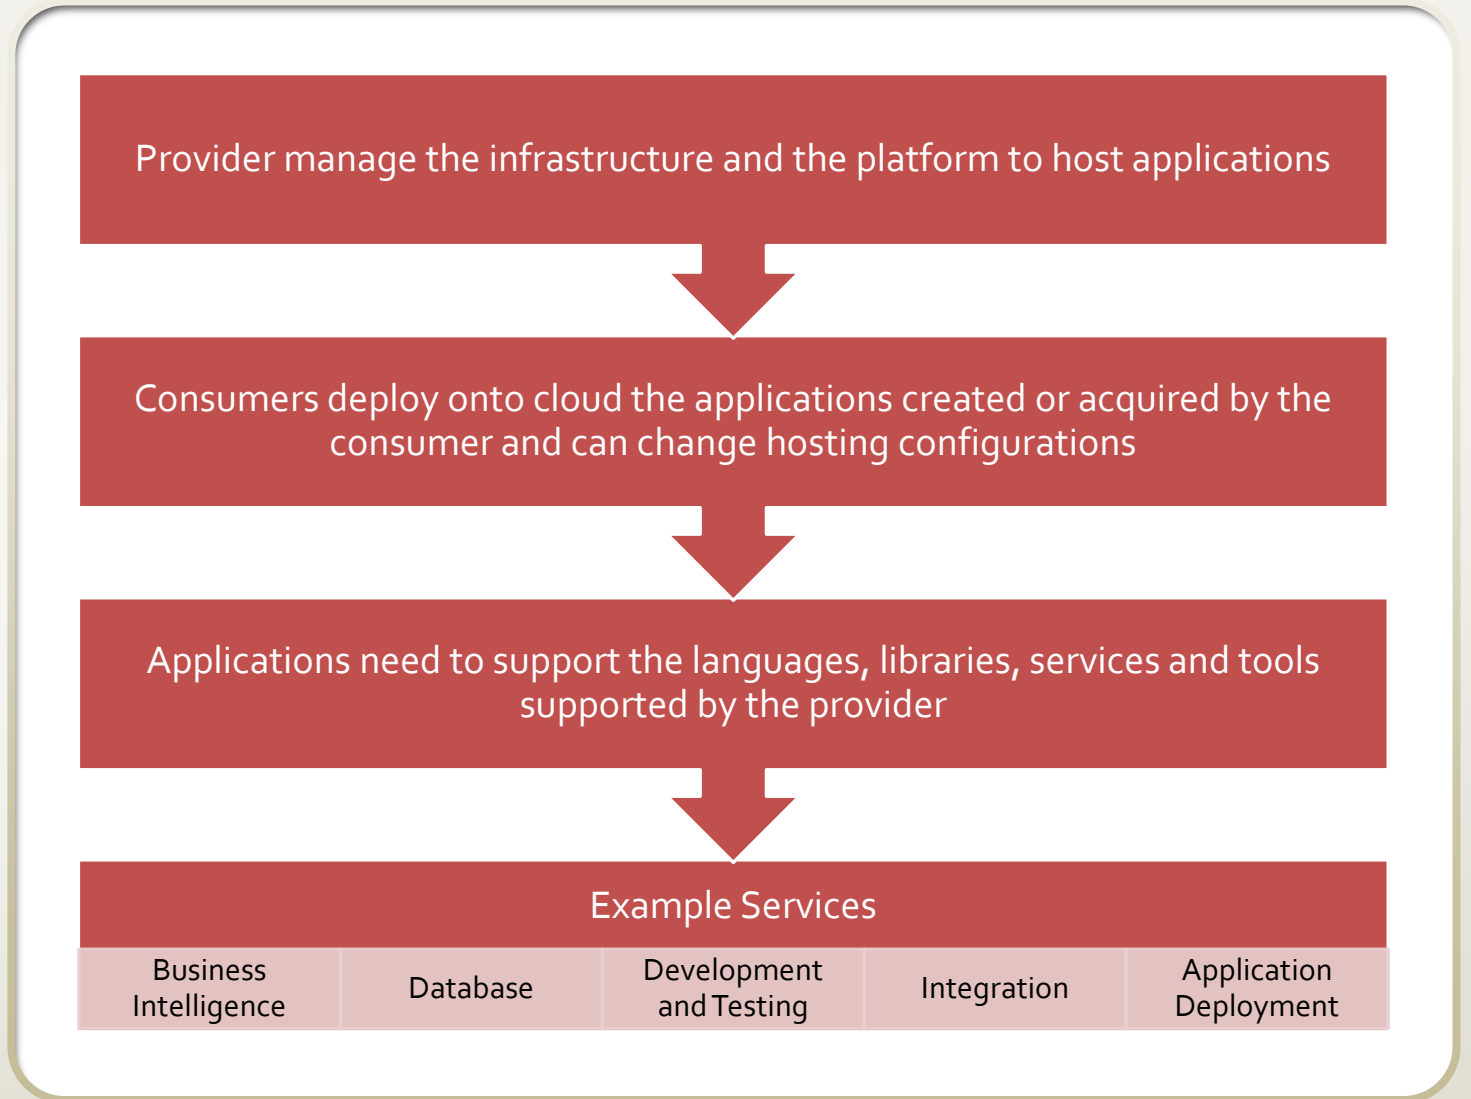 Provider manage the infrastructure and the platform to host applications
Consumers deploy onto cloud the applications created or acquired by the
consumer and can change hosting configurations
Applications need to support the languages, libraries, services and tools
supported by the provider
Example Services
Business
Intelligence
Database
Development
and Testing
Integration
Application
Deployment